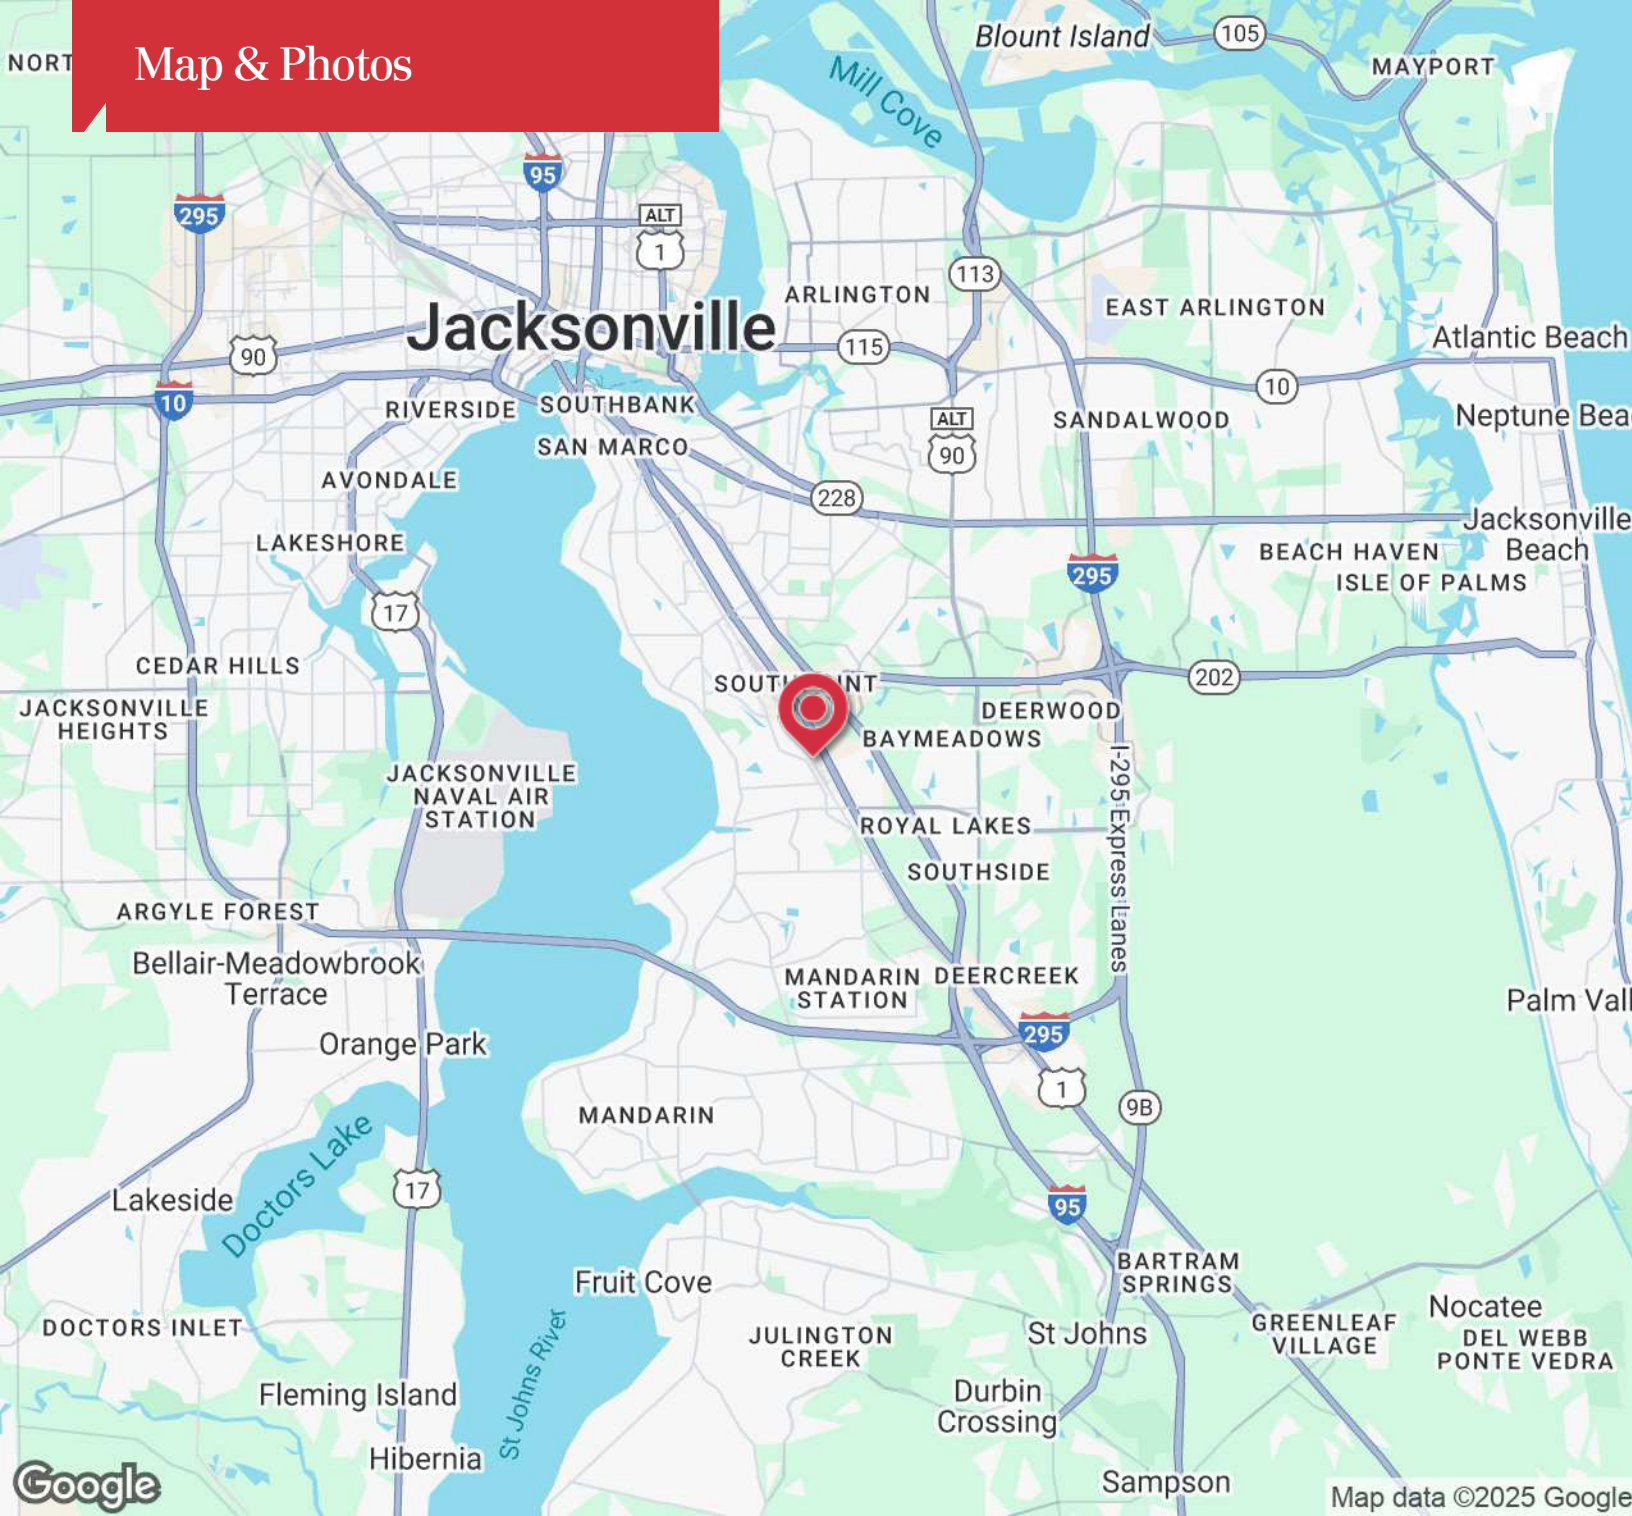 Map & Photos
Blount Island
105
NORT
MAYPORT
Mill Cove
95
295
ALT
1
113
ARLINGTON
EAST ARLINGTON
Jacksonville
Atlantic Beach
115
90
10
10
RIVERSIDE
SOUTHBANK
ALT
SANDALWOOD
Neptune Bea
SAN MARCO
90
AVONDALE
228
Jacksonville
Beach
LAKESHORE
BEACH HAVEN
295
ISLE OF PALMS
17
CEDAR HILLS
202
JACKSONVILLE
HEIGHTS
DEERWOOD
BAYMEADOWS
I-295 Express Lanes
JACKSONVILLE
NAVAL AIR
STATION
ROYAL LAKES
SOUTHSIDE
ARGYLE FOREST
Bellair-Meadowbrook
Terrace
MANDARIN
STATION
DEERCREEK
Palm Vall
295
Orange Park
1
9B
MANDARIN
Doctors Lake
17
Lakeside
95
BARTRAM
SPRINGS
Fruit Cove
Nocatee
DOCTORS INLET
St Johns River
JULINGTON
CREEK
St Johns
GREENLEAF
VILLAGE
DEL WEBB
PONTE VEDRA
Fleming Island
Durbin
Crossing
Hibernia
Sampson
Google
Map data ©2025 Google